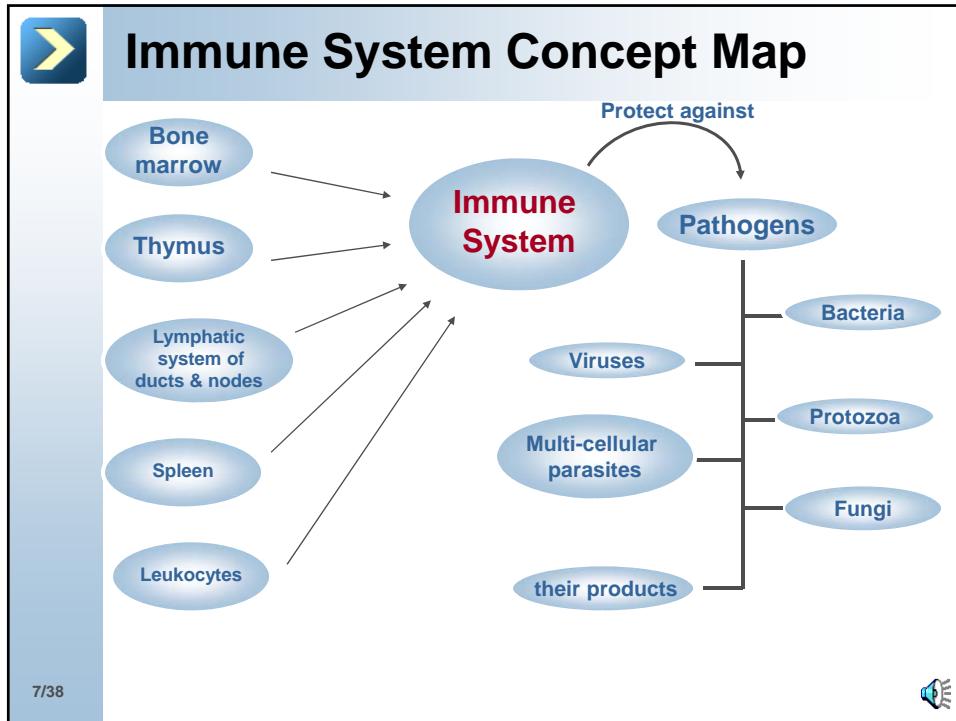 Immune System Concept Map
Protect against
Bone
marrow
Thymus
Lymphatic
system of
ducts & nodes
Spleen
Leukocytes
Immune
System
Pathogens
Bacteria
Viruses
Protozoa
Multi-cellular
parasites
Fungi
their products
7/38